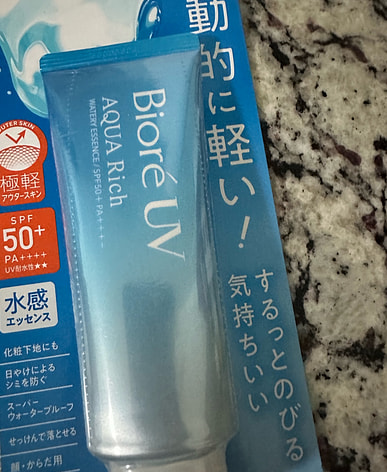 動的に軽い!
するっとのびる
気持ちいい
OUTER SKIN
極軽
アウタースキン
SPF
50+
PA++++
UV耐水性★★
水感
エッセンス
化粧下地にも
日やけによる
シミを防ぐ
スーパー
ウォータープルーフ
せっけんで落とせる
顔・からだ用
Bioré UV
AQUA Rich
WATERY ESSENCE / SPF50+ PA++++